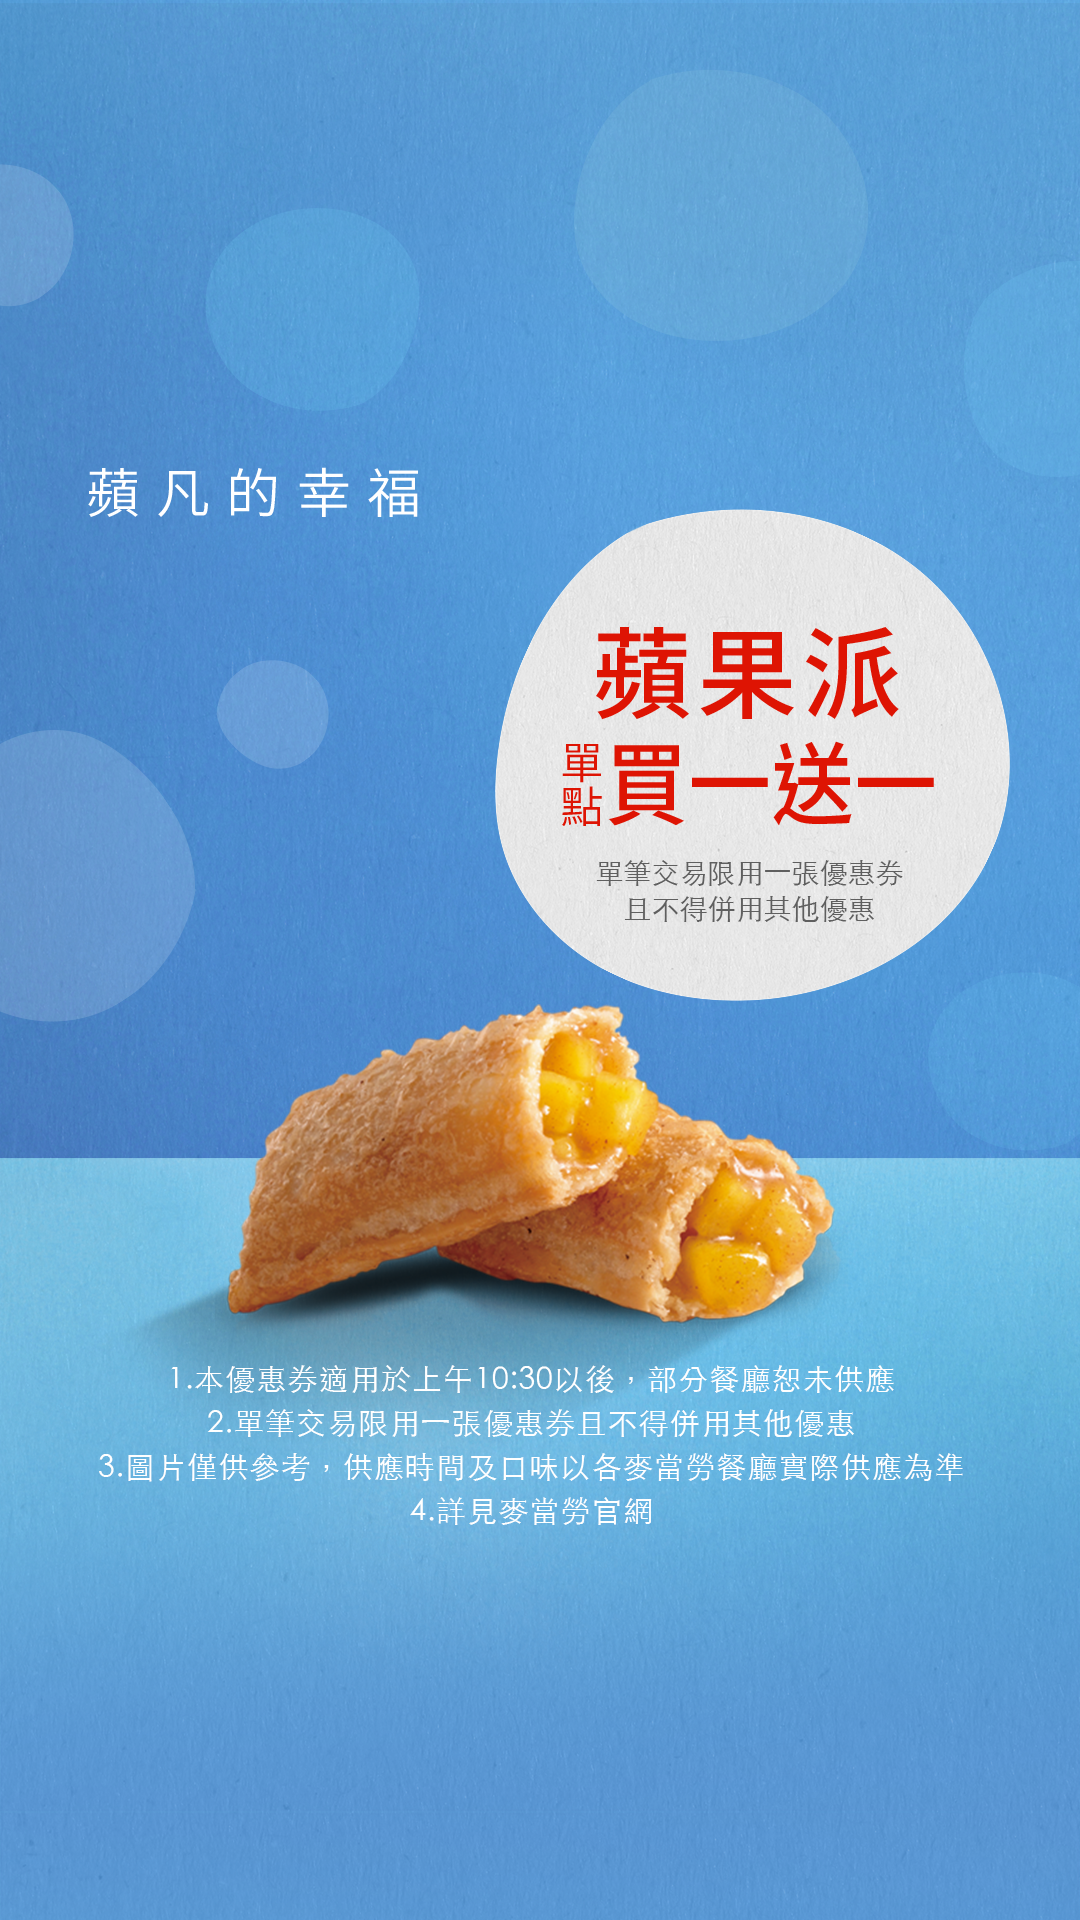 蘋凡的幸福
蘋果派
單點買一送一
單筆交易限用一張優惠券
且不得併用其他優惠
1.本優惠券適用於上午10:30以後，部分餐廳恕未供應
2.單筆交易限用一張優惠券且不得併用其他優惠
3.圖片僅供參考，供應時間及口味以各麥當勞餐廳實際供應為準
4.詳見麥當勞官網